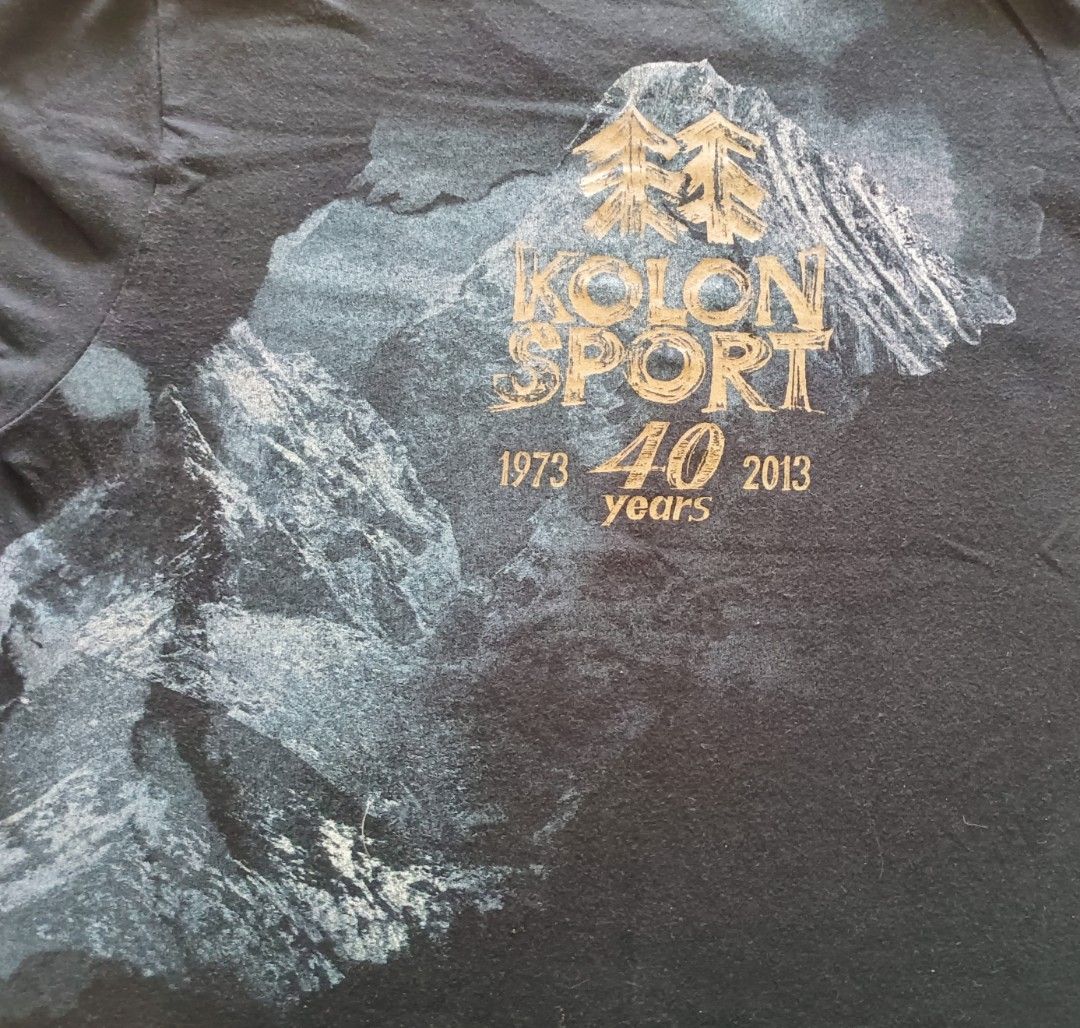 KOLON
SPORT
1973 40 2013
years